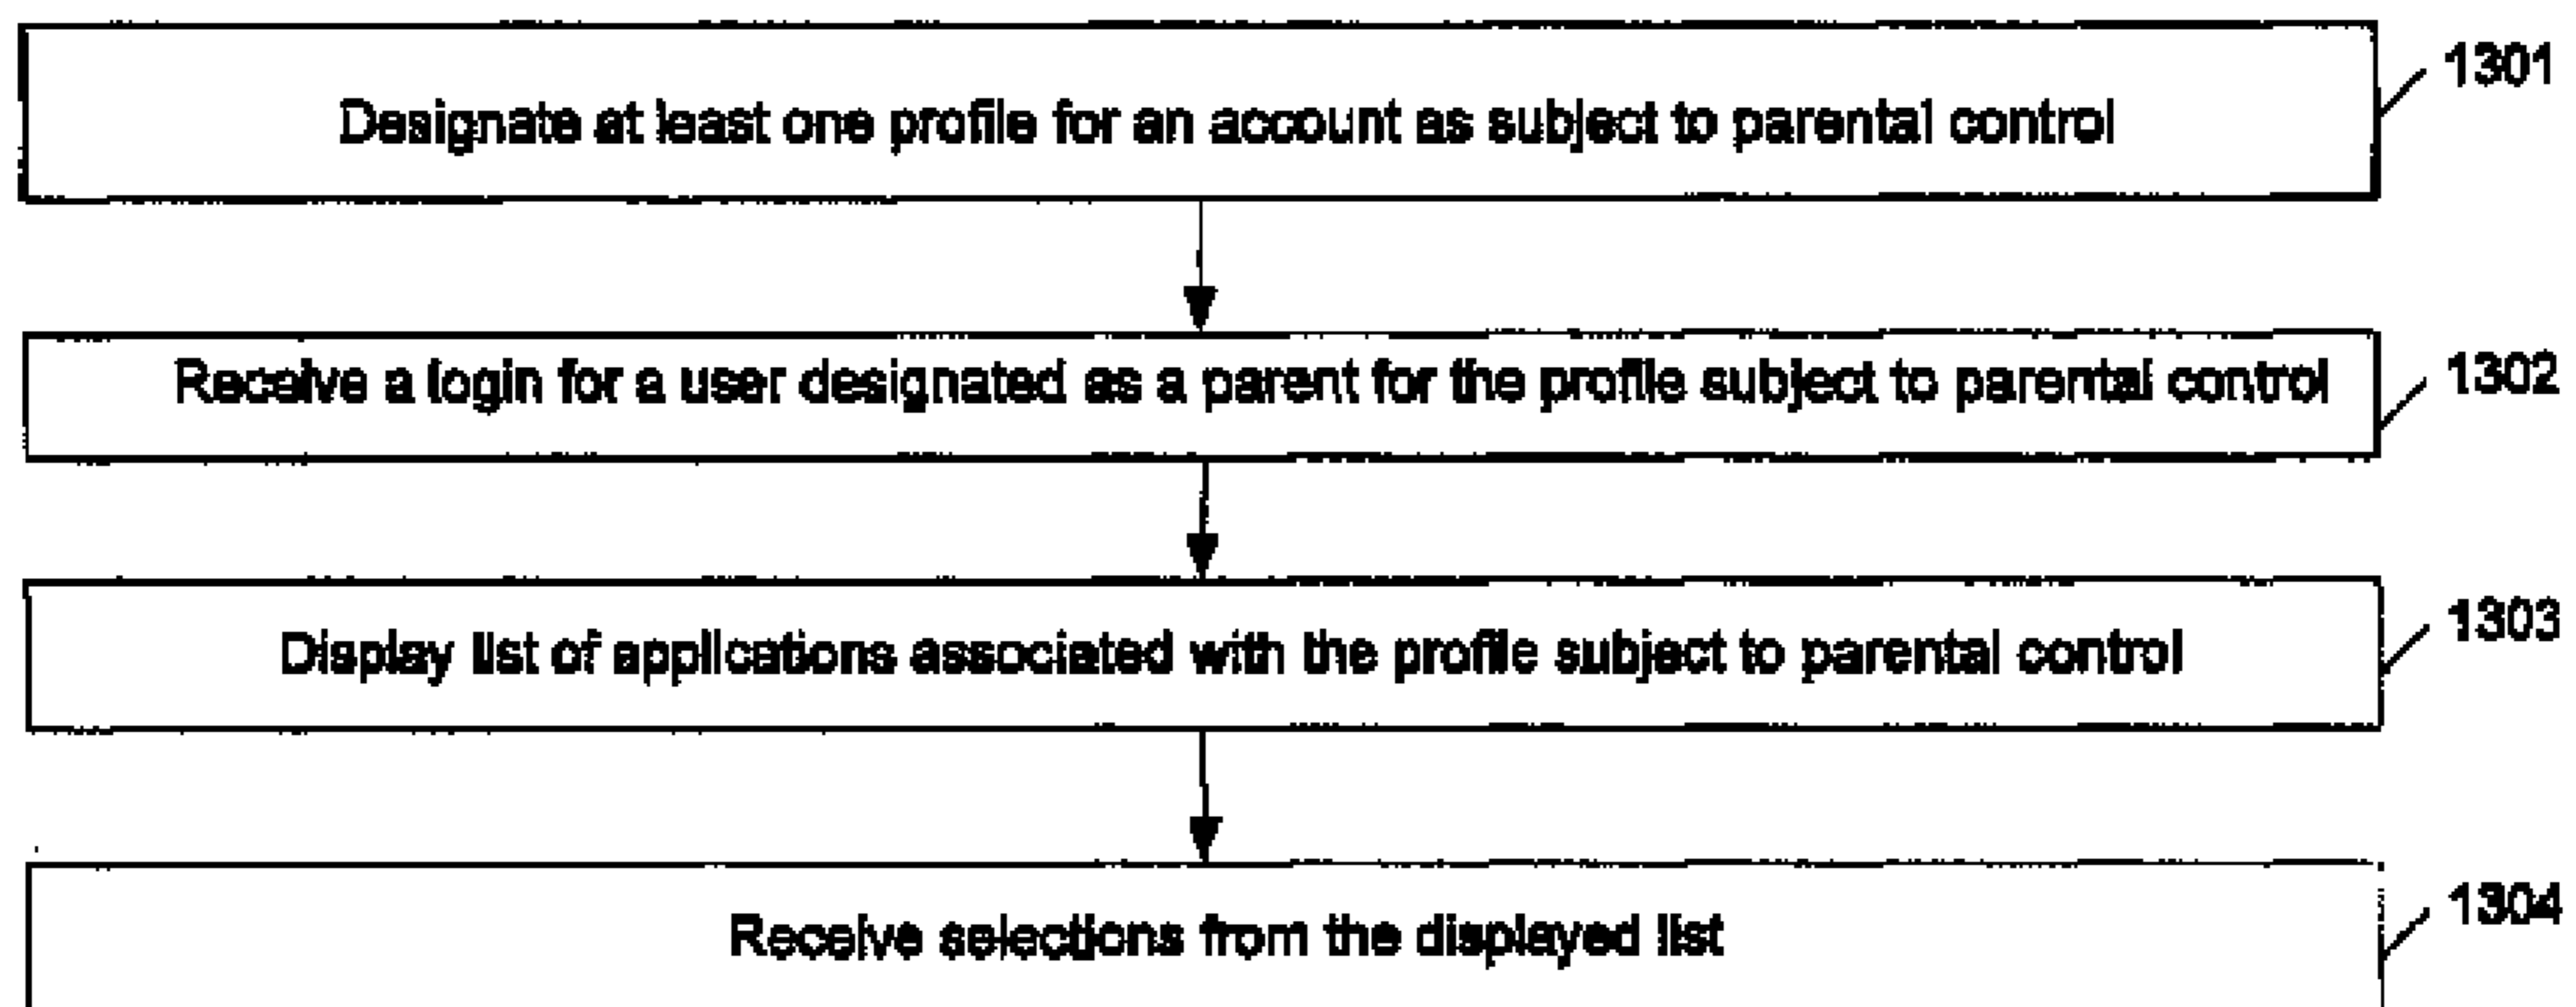 Designate at least one profile for an account as subject to parental control
1301
Receive a login for a user designated as a parent for the profile subject to parental control
1302
Display list of applications associated with the profile subject to parental control
1303
Receive selections from the displayed list
1304